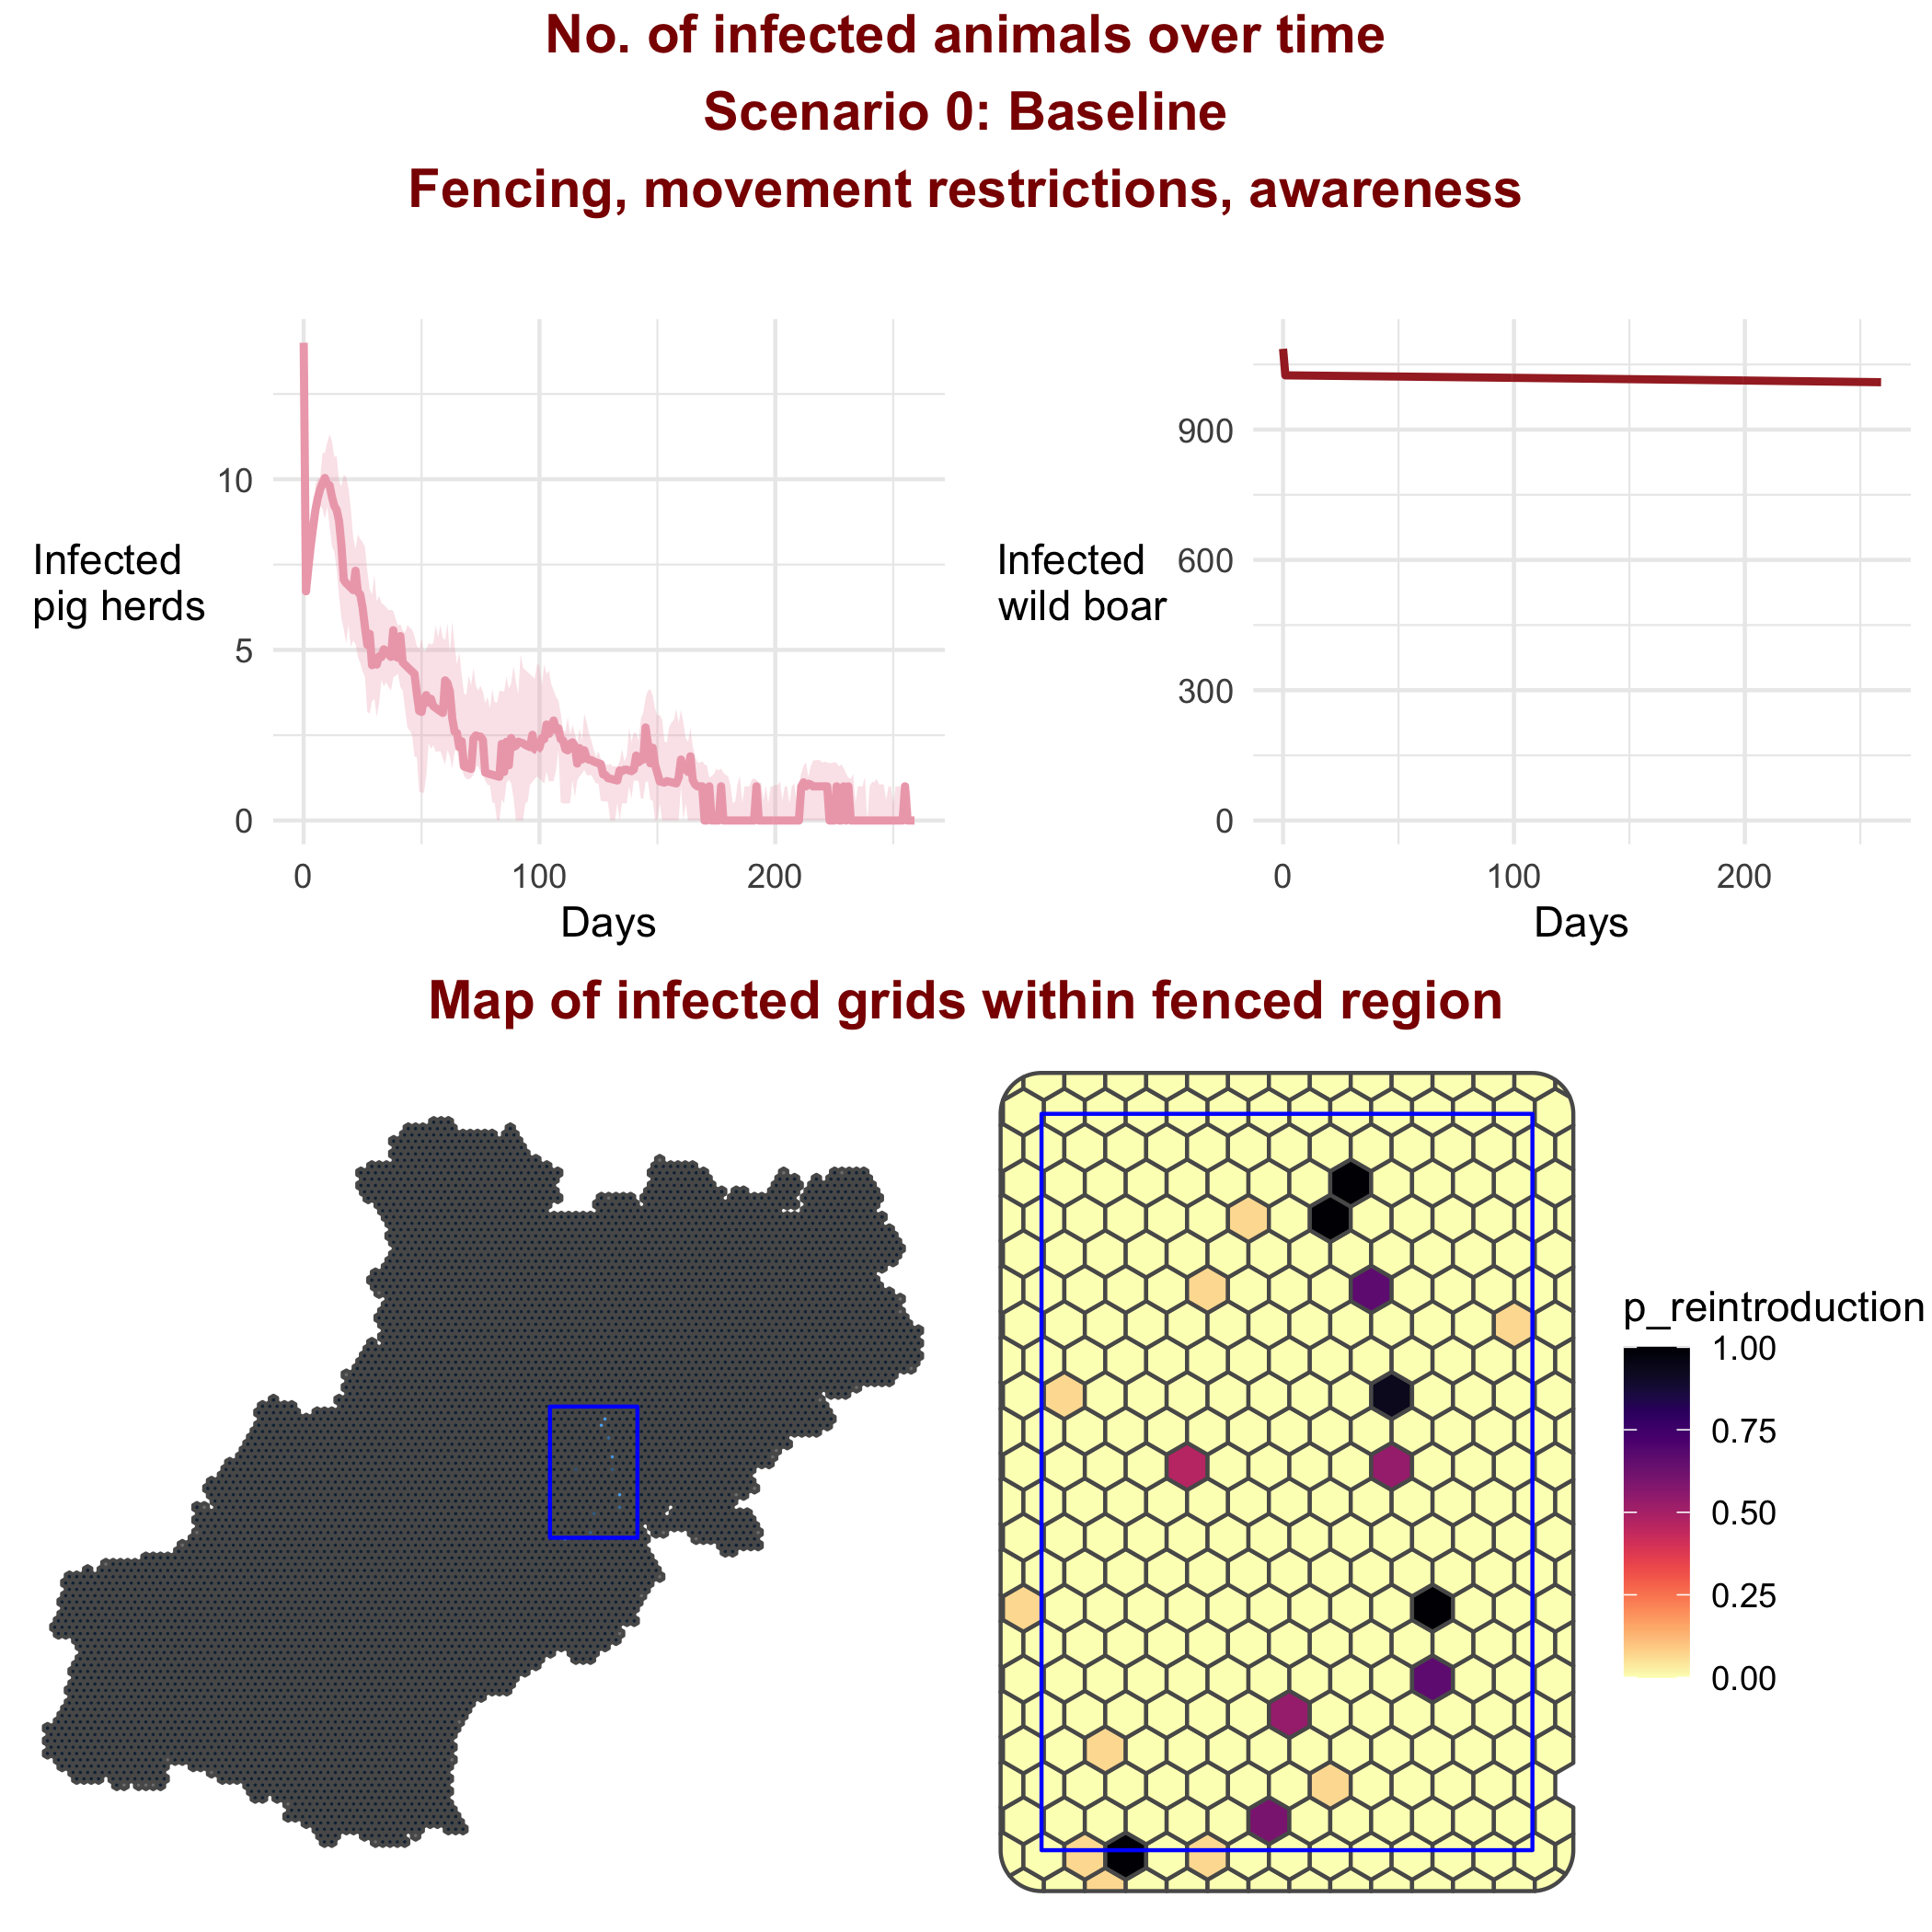 No. of infected animals over time
Scenario 0: Baseline
Fencing, movement restrictions, awareness
Infected
pig herds
10
5
0
0
100
200
Days
Infected
wild boar
900
600
300
0
0
100
200
Days
Map of infected grids within fenced region
p_reintroduction
1.00
0.75
0.50
0.25
0.00